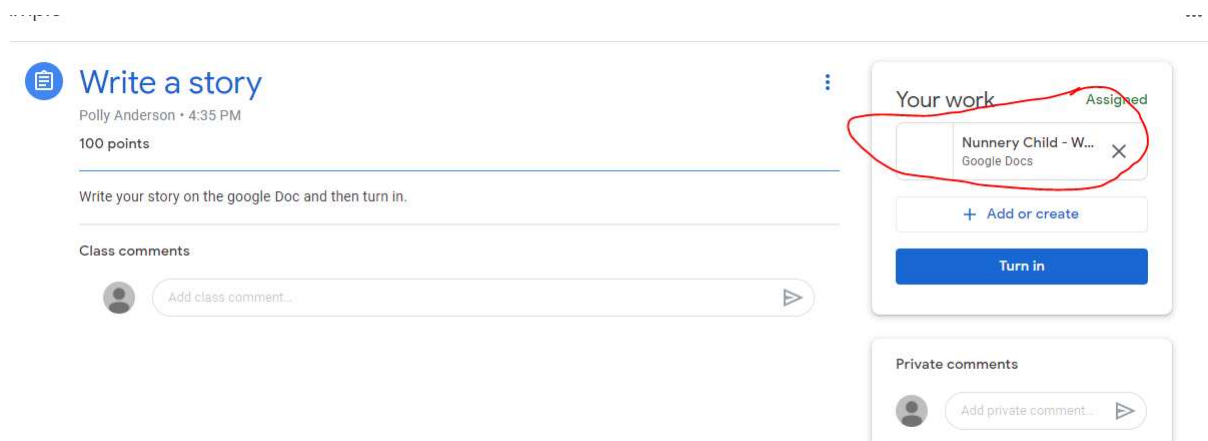 Write a story
Polly Anderson • 4:35 PM
100 points
Write your story on the google Doc and then turn in.
Class comments
Add class comment...
Your work
Assigned
Nunnery Child - W...
Google Docs
+ Add or create
Turn in
Private comments
Add private comment...